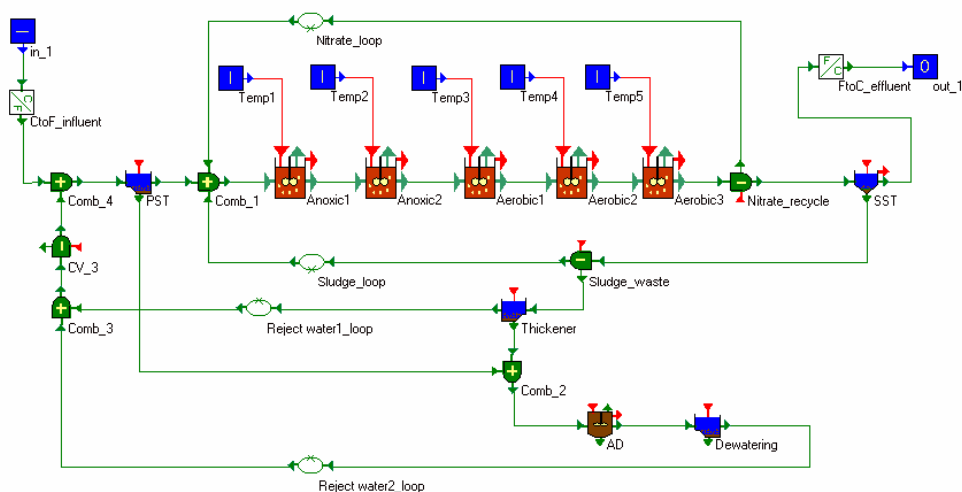 Nitrate_loop
in_1
FtoC_effluent
out_1
Temp1
Temp2
Temp3
Temp4
Temp5
C
F
F
C
0
CtoF_influent
Comb_4
PST
Comb_1
Anoxic1
Anoxic2
Aerobic1
Aerobic2
Aerobic3
Nitrate_recycle
SST
CV_3
Sludge_loop
Sludge_waste
Comb_3
Reject water1_loop
Thickener
Comb_2
AD
Dewatering
Reject water2_loop